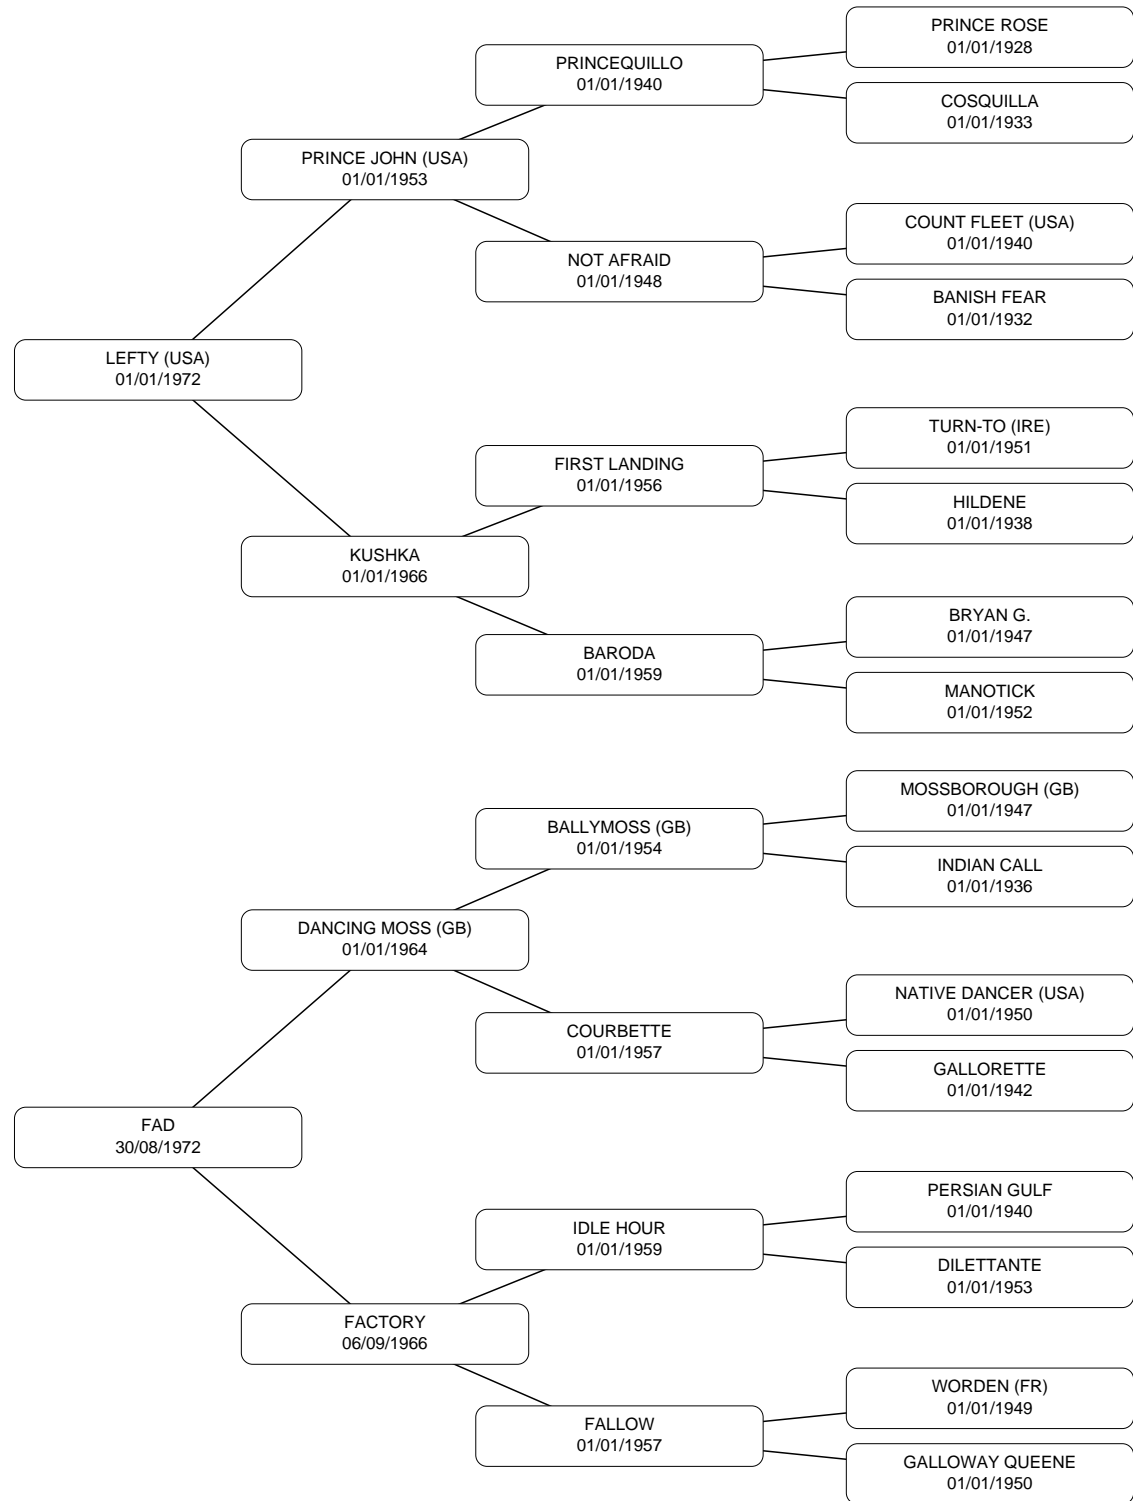 PRINCE ROSE
01/01/1928
PRINCEQUILLO
01/01/1940
COSQUILLA
01/01/1933
PRINCE JOHN (USA)
01/01/1953
COUNT FLEET (USA)
01/01/1940
NOT AFRAID
01/01/1948
BANISH FEAR
01/01/1932
LEFTY (USA)
01/01/1972
TURN-TO (IRE)
01/01/1951
FIRST LANDING
01/01/1956
HILDENE
01/01/1938
KUSHKA
01/01/1966
BRYAN G.
01/01/1947
BARODA
01/01/1959
MANOTICK
01/01/1952
MOSSBOROUGH (GB)
01/01/1947
BALLYMOSS (GB)
01/01/1954
INDIAN CALL
01/01/1936
DANCING MOSS (GB)
01/01/1964
NATIVE DANCER (USA)
01/01/1950
COURBETTE
01/01/1957
GALLORETTE
01/01/1942
FAD
30/08/1972
PERSIAN GULF
01/01/1940
IDLE HOUR
01/01/1959
DILETTANTE
01/01/1953
FACTORY
06/09/1966
WORDEN (FR)
01/01/1949
FALLOW
01/01/1957
GALLOWAY QUEENE
01/01/1950